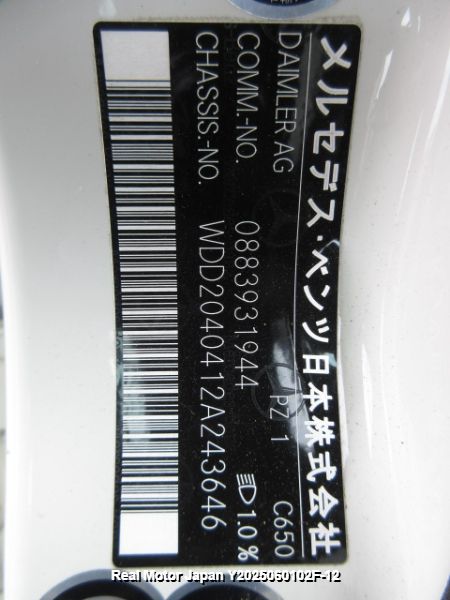 メルセデス・ベンツ日本株式会社
DAIMLER AG PZ 1 C650
COMM.-NO. 0883931944 1.0 %
CHASSIS.-NO. WDD2040412A243646
Real Motor Japan Y2025050102F-12